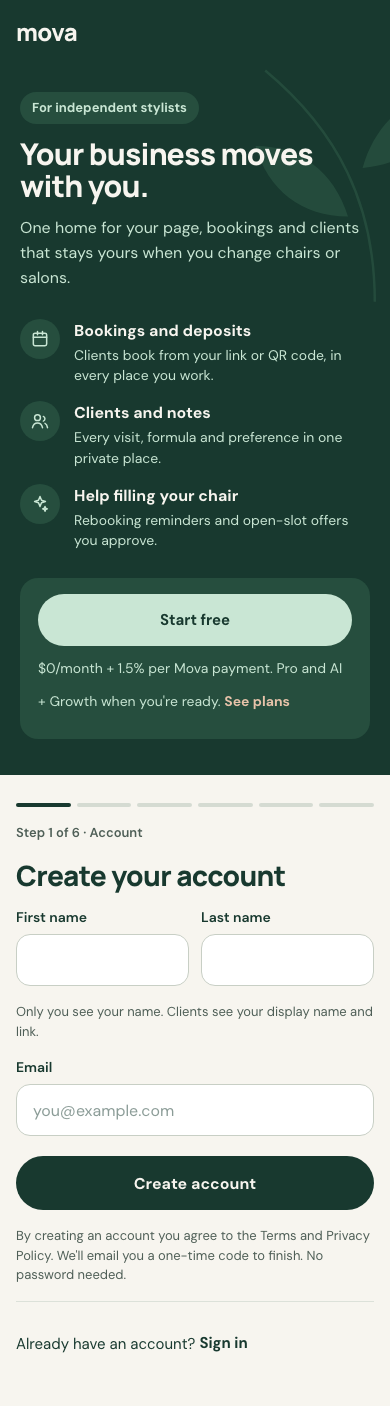 mova
For independent stylists
Your business moves
with you.
One home for your page, bookings and clients
that stays yours when you change chairs or
salons.
Bookings and deposits
Clients book from your link or QR code, in
every place you work.
Clients and notes
Every visit, formula and preference in one
private place.
Help filling your chair
Rebooking reminders and open-slot offers
you approve.
Start free
$0/month + 1.5% per Mova payment. Pro and AI
+ Growth when you're ready. See plans
Step 1 of 6 · Account
Create your account
First name
Last name
Only you see your name. Clients see your display name and
link.
Email
you@example.com
Create account
By creating an account you agree to the Terms and Privacy
Policy. We'll email you a one-time code to finish. No
password needed.
Already have an account? Sign in